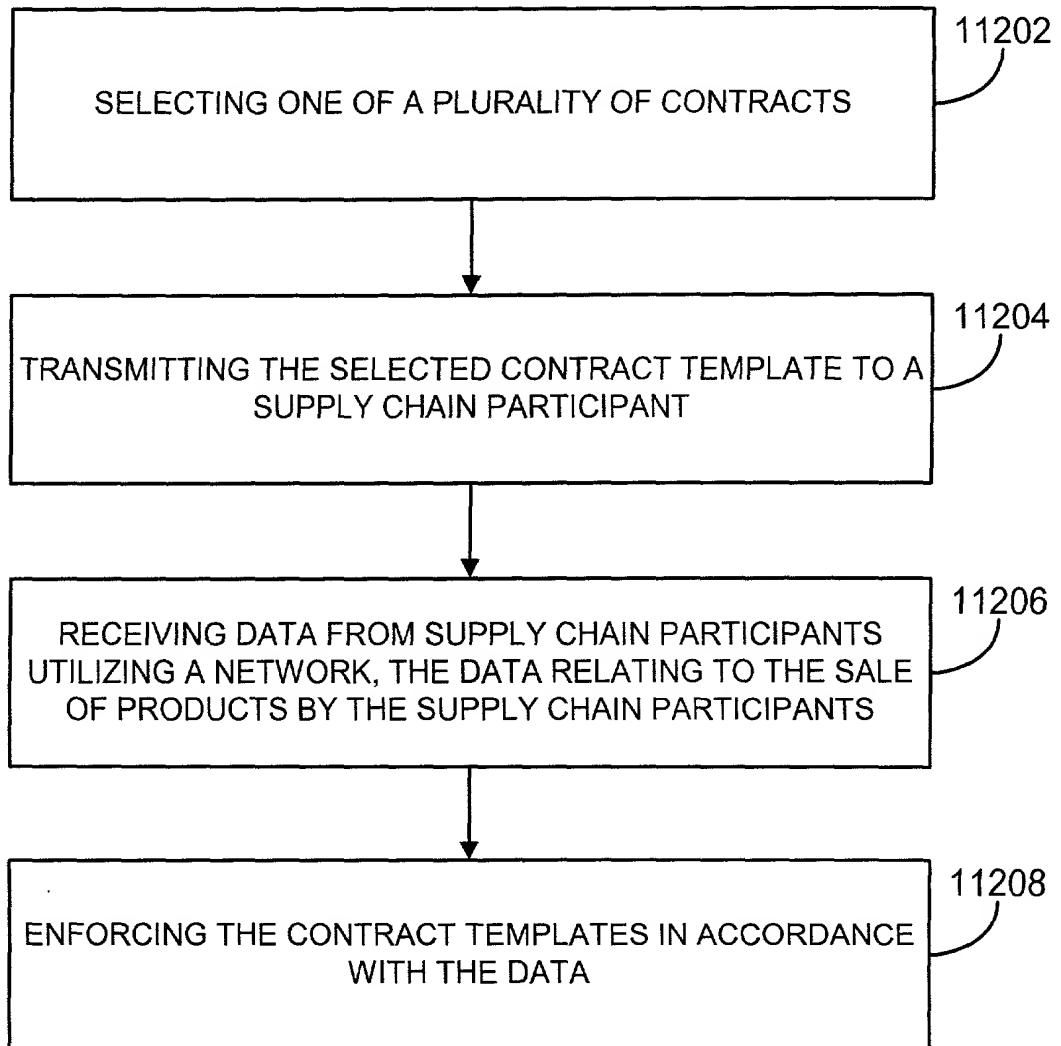 11202
SELECTING ONE OF A PLURALITY OF CONTRACTS
11204
TRANSMITTING THE SELECTED CONTRACT TEMPLATE TO A
SUPPLY CHAIN PARTICIPANT
11206
RECEIVING DATA FROM SUPPLY CHAIN PARTICIPANTS
UTILIZING A NETWORK, THE DATA RELATING TO THE SALE
OF PRODUCTS BY THE SUPPLY CHAIN PARTICIPANTS
11208
ENFORCING THE CONTRACT TEMPLATES IN ACCORDANCE
WITH THE DATA